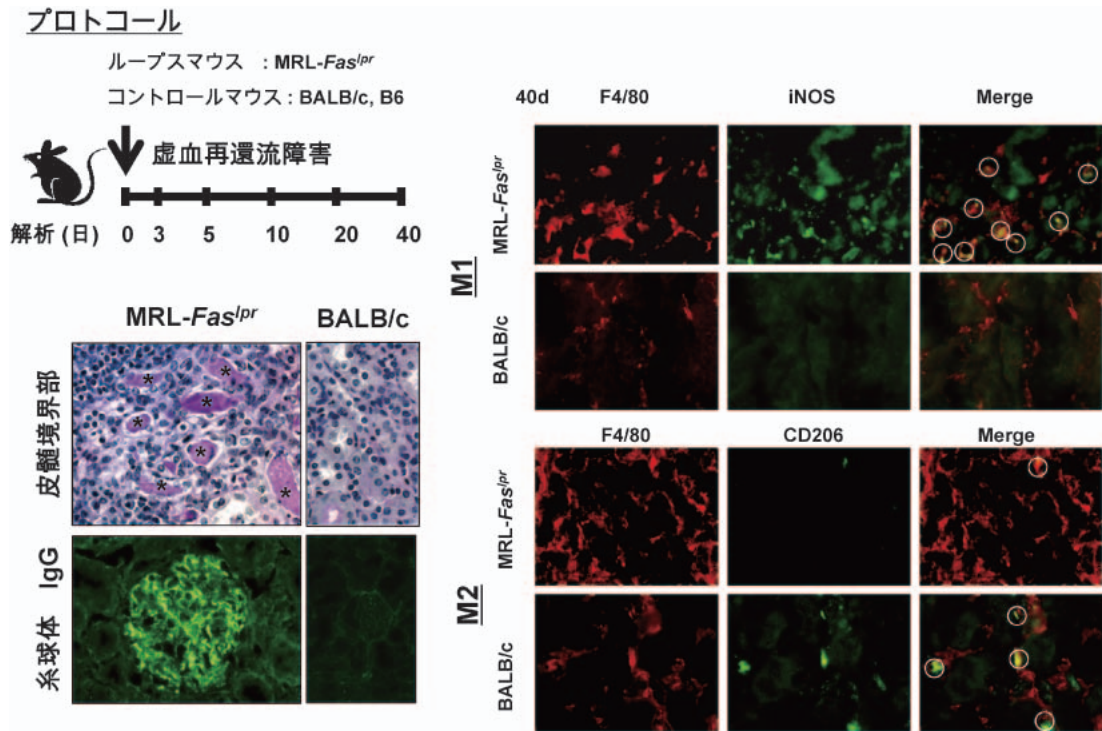 プロトコール
ループスマウス : MRL-Faslpr
コントロールマウス : BALB/c, B6
虚血再還流障害
解析 (日) 0 3 5 10 20 40
MRL-Faslpr BALB/c
皮髄境界部
* * * * * * *
糸球体 IgG
40d F4/80 iNOS Merge
M1
MRL-Faslpr
BALB/c
F4/80 CD206 Merge
M2
MRL-Faslpr
BALB/c